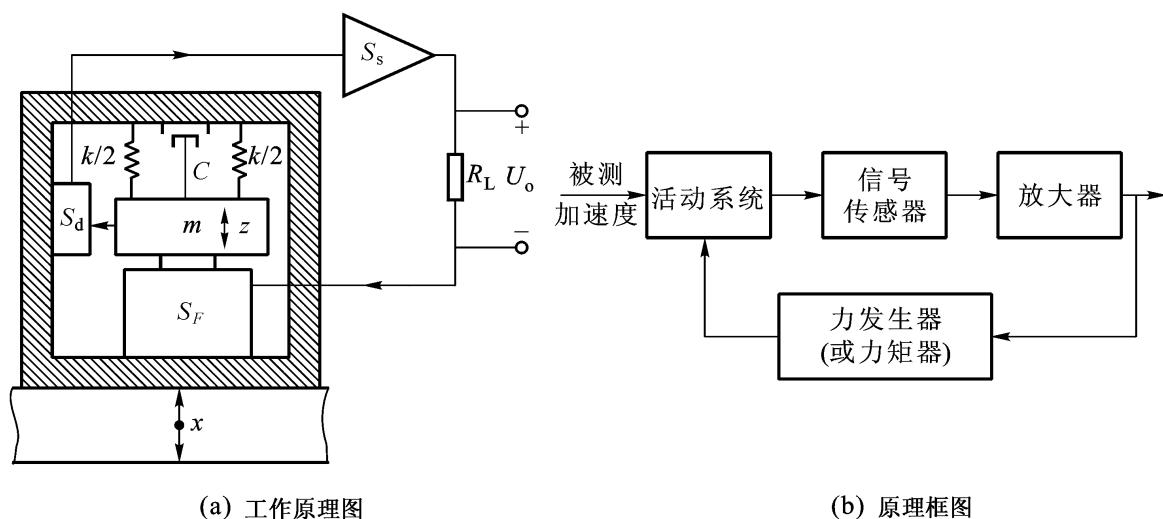 S_s
k/2
k/2
C
S_d
m
z
S_F
x
+
R_L
U_o
−
(a) 工作原理图
被测
加速度
活动系统
信号
传感器
放大器
力发生器
(或力矩器)
(b) 原理框图